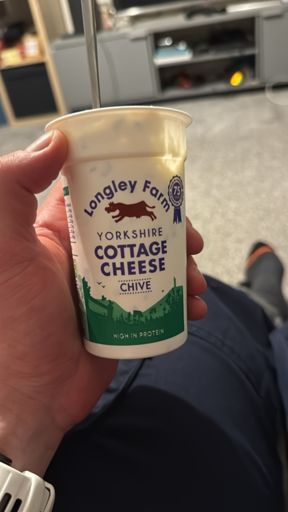 Longley Farm
75
YORKSHIRE
COTTAGE
CHEESE
CHIVE
HIGH IN PROTEIN